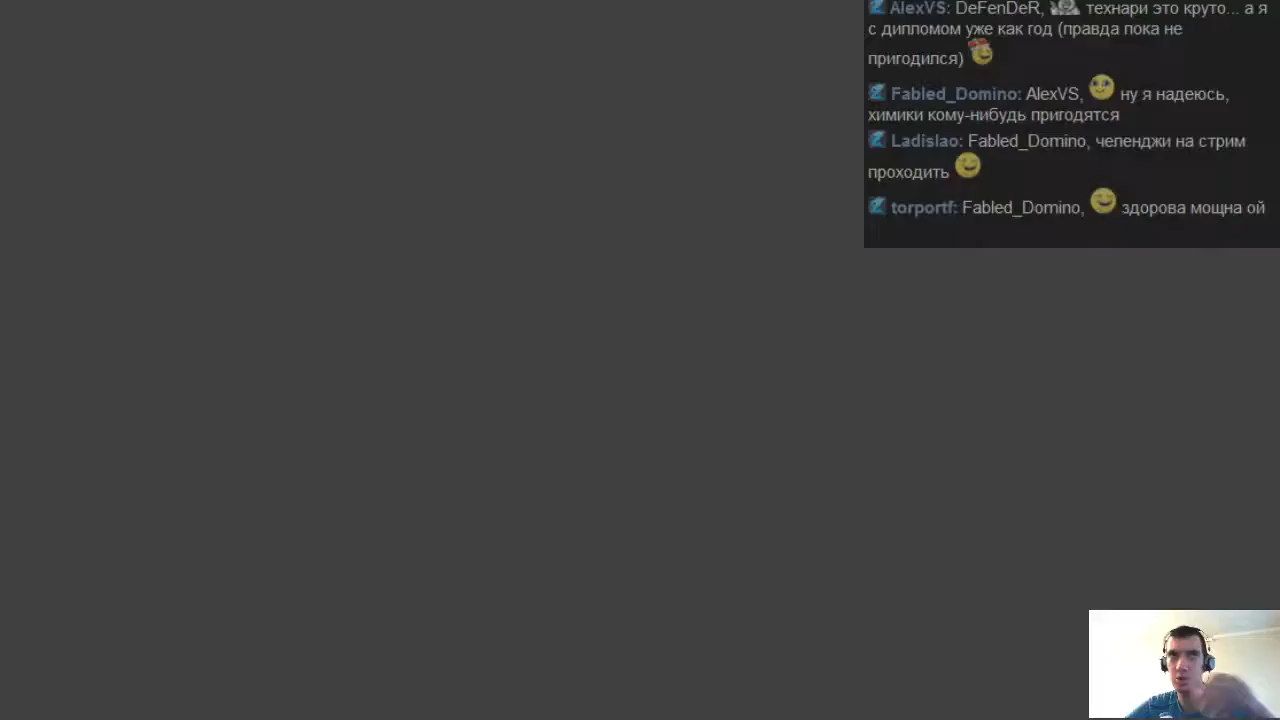 AlexVS: DeFenDeR, технари это круто... а я
с дипломом уже как год (правда пока не
пригодился)
Fabled_Domino: AlexVS, ну я надеюсь,
химики кому-нибудь пригодятся
Ladislao: Fabled_Domino, челенджи на стрим
проходить
torportf: Fabled_Domino, здорова мощна ой